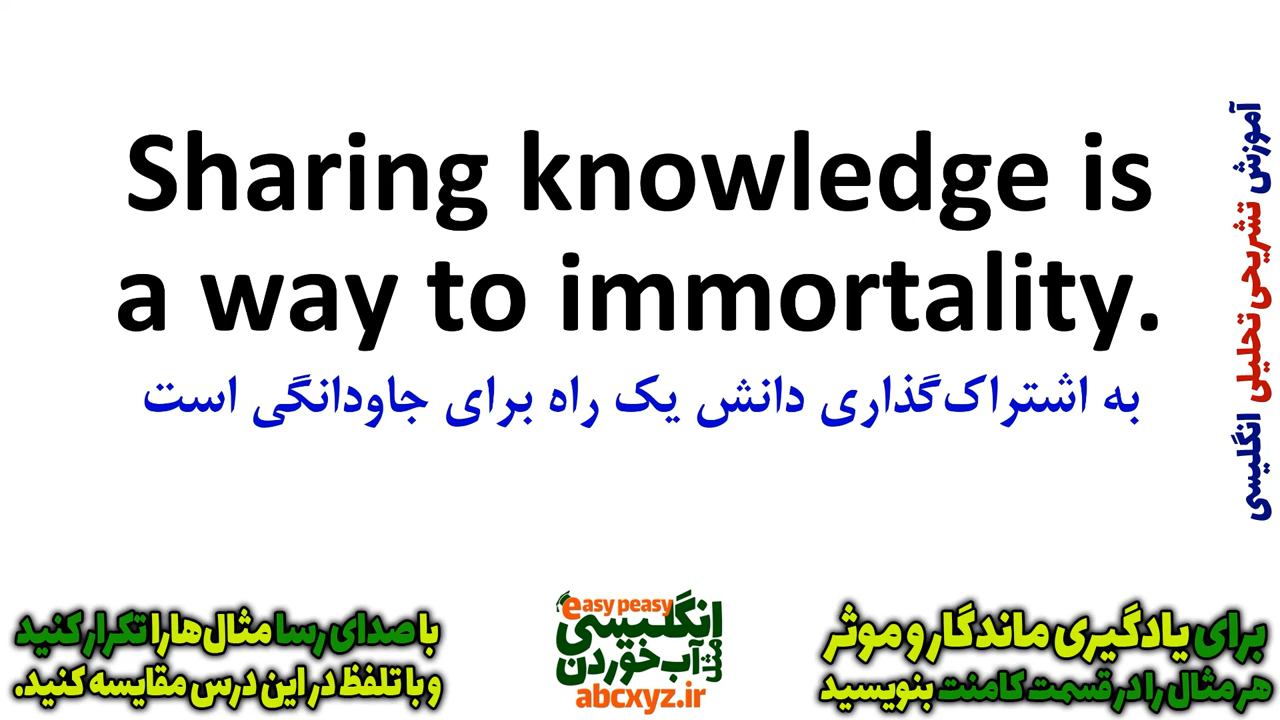 Sharing knowledge is
a way to immortality.
به اشتراک‌گذاری دانش یک راه برای جاودانگی است
آموزش تشریحی تحلیلی انگلیسی
برای یادگیری ماندگار و موثر
هر مثال را در قسمت کامنت بنویسید
easy peasy
انگلیسی
مثل
آب خوردن
abcxyz.ir
با صدای رسا مثال‌ها را تکرار کنید
و با تلفظ در این درس مقایسه کنید.